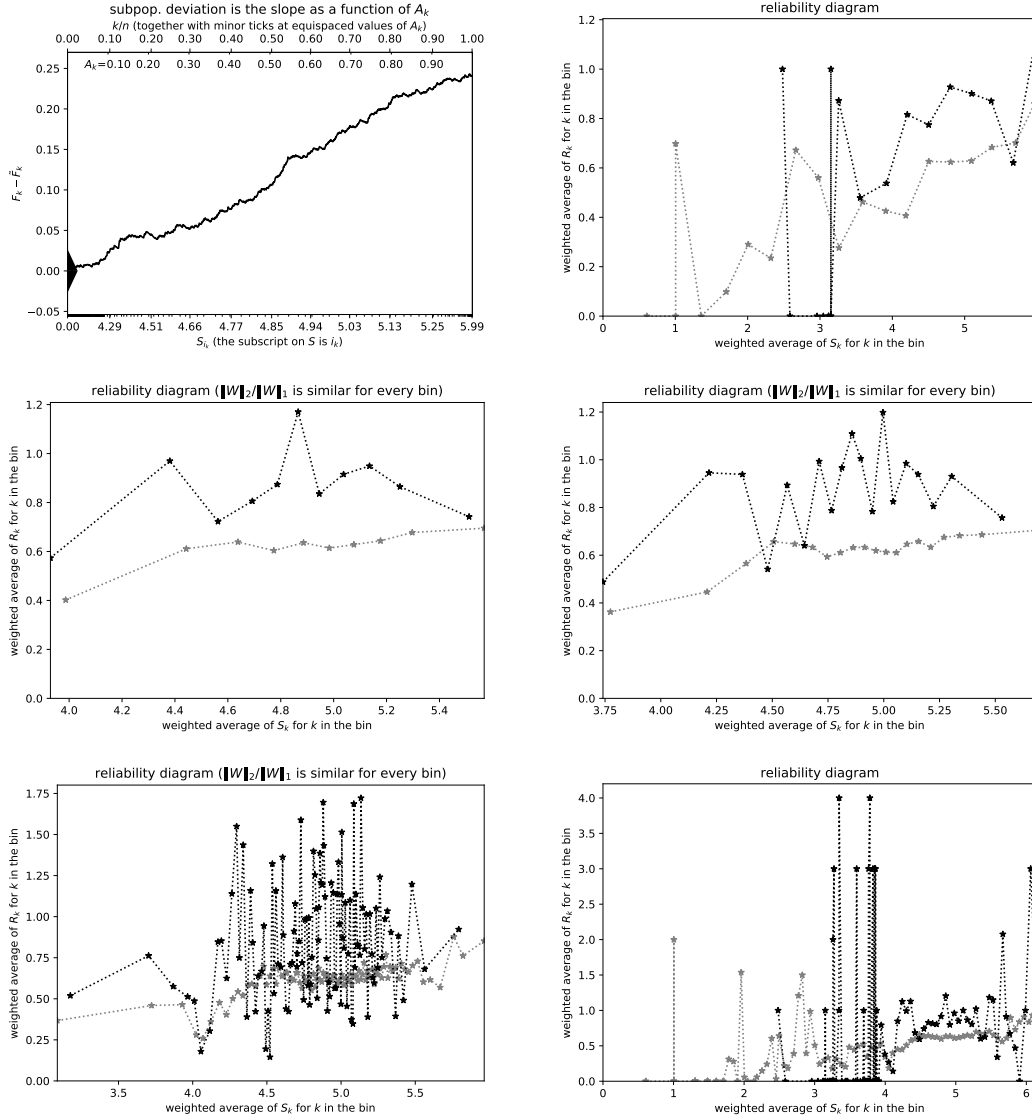 subpop. deviation is the slope as a function of A_k
k/n (together with minor ticks at equispaced values of A_k)
0.00 0.10 0.20 0.30 0.40 0.50 0.60 0.70 0.80 0.90 1.00
A_k=0.10 0.20 0.30 0.40 0.50 0.60 0.70 0.80 0.90
0.25
0.20
0.15
0.10
0.05
0.00
−0.05
F_k − F̃_k
0.00 4.29 4.51 4.66 4.77 4.85 4.94 5.03 5.13 5.25 5.99
S_{i_k} (the subscript on S is i_k)
reliability diagram
1.2
1.0
0.8
0.6
0.4
0.2
0.0
weighted average of R_k for k in the bin
0 1 2 3 4 5
weighted average of S_k for k in the bin
reliability diagram (‖W‖₂/‖W‖₁ is similar for every bin)
1.2
1.0
0.8
0.6
0.4
0.2
0.0
weighted average of R_k for k in the bin
4.0 4.2 4.4 4.6 4.8 5.0 5.2 5.4
weighted average of S_k for k in the bin
reliability diagram (‖W‖₂/‖W‖₁ is similar for every bin)
1.2
1.0
0.8
0.6
0.4
0.2
0.0
weighted average of R_k for k in the bin
3.75 4.00 4.25 4.50 4.75 5.00 5.25 5.50
weighted average of S_k for k in the bin
reliability diagram (‖W‖₂/‖W‖₁ is similar for every bin)
1.75
1.50
1.25
1.00
0.75
0.50
0.25
0.00
weighted average of R_k for k in the bin
3.5 4.0 4.5 5.0 5.5
weighted average of S_k for k in the bin
reliability diagram
4.0
3.5
3.0
2.5
2.0
1.5
1.0
0.5
0.0
weighted average of R_k for k in the bin
0 1 2 3 4 5 6
weighted average of S_k for k in the bin